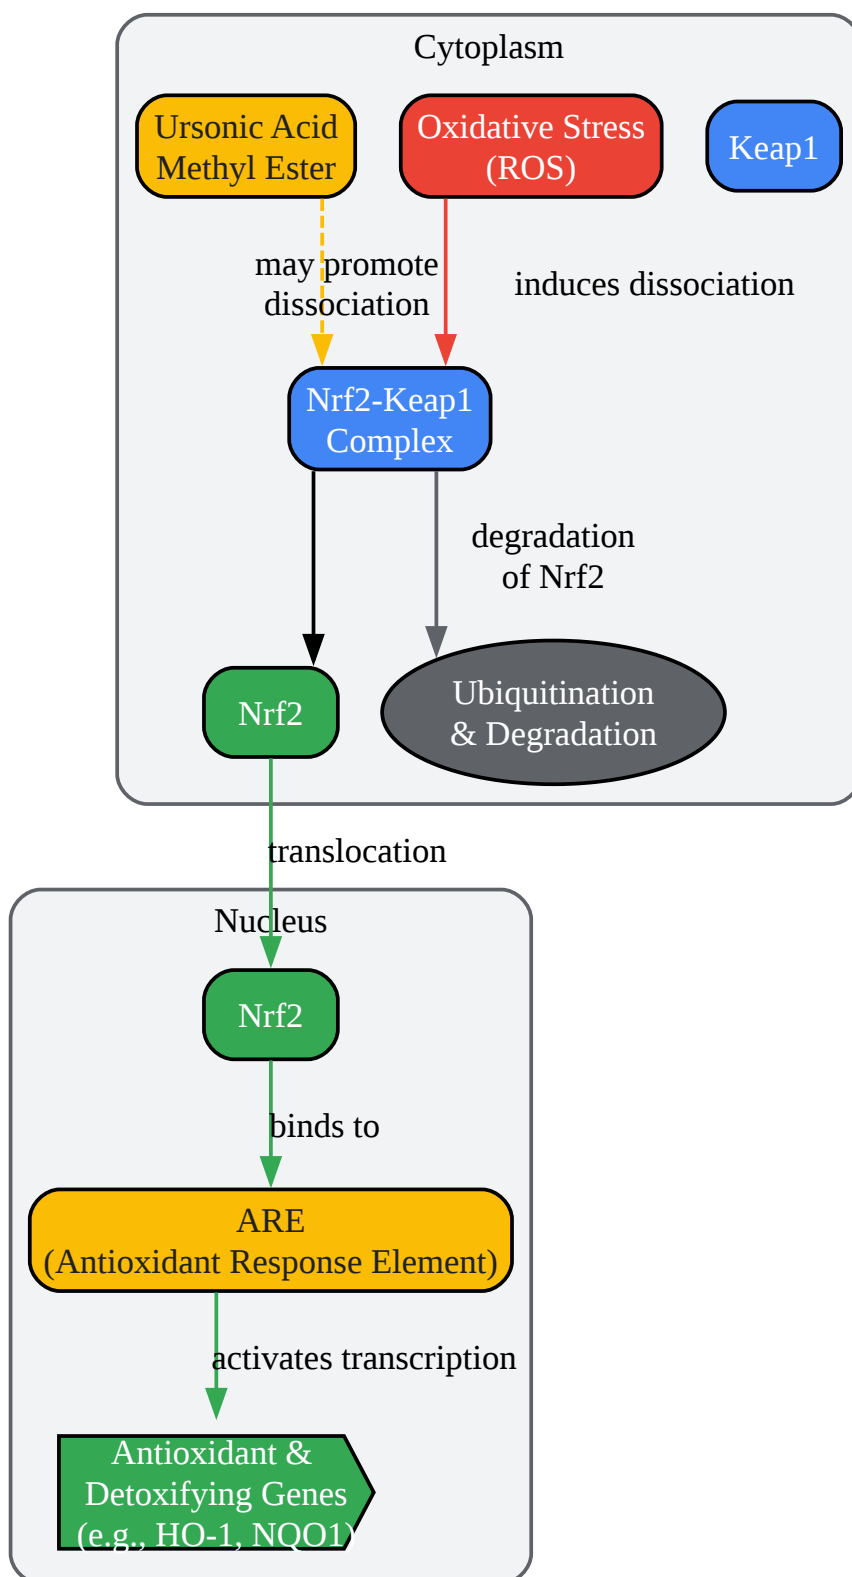 Cytoplasm
Ursonic Acid
Methyl Ester
Oxidative Stress
(ROS)
Keap1
may promote
dissociation
induces dissociation
Nrf2-Keap1
Complex
degradation
of Nrf2
Nrf2
Ubiquitination
& Degradation
translocation
Nucleus
Nrf2
binds to
ARE
(Antioxidant Response Element)
activates transcription
Antioxidant &
Detoxifying Genes
(e.g., HO-1, NQO1)